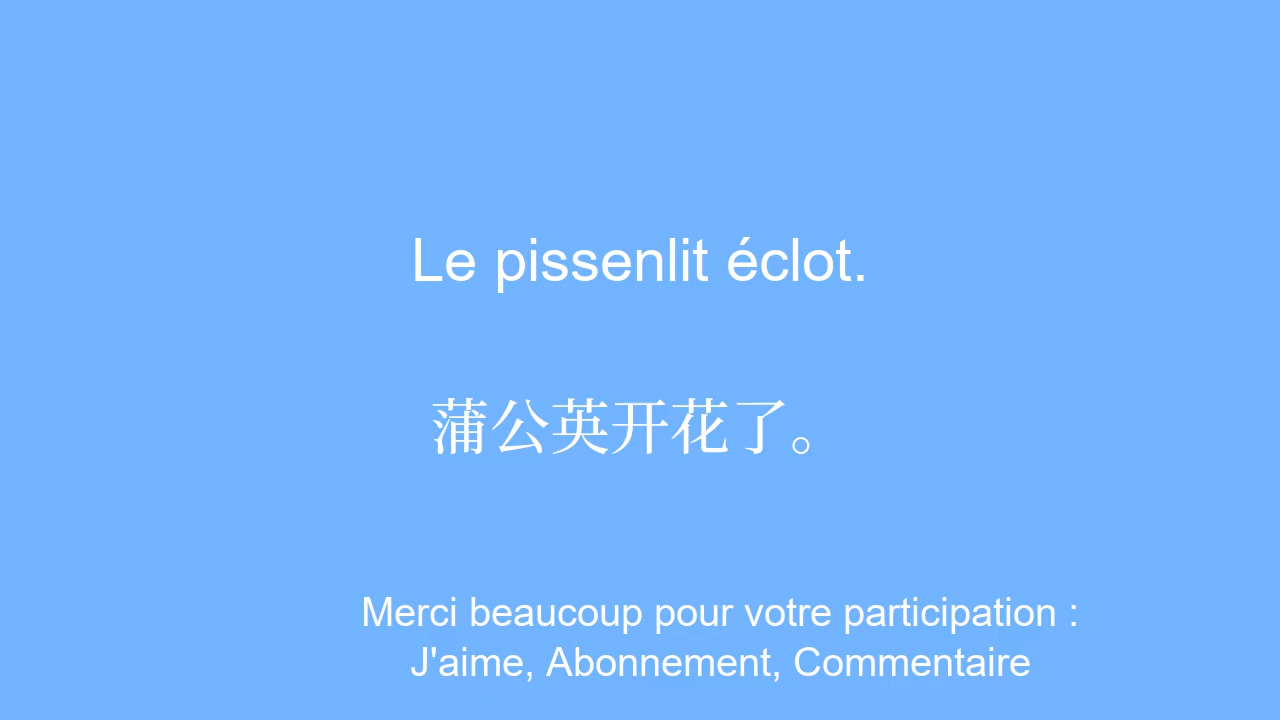 Le pissenlit éclot.
蒲公英开花了。
Merci beaucoup pour votre participation :
J'aime, Abonnement, Commentaire